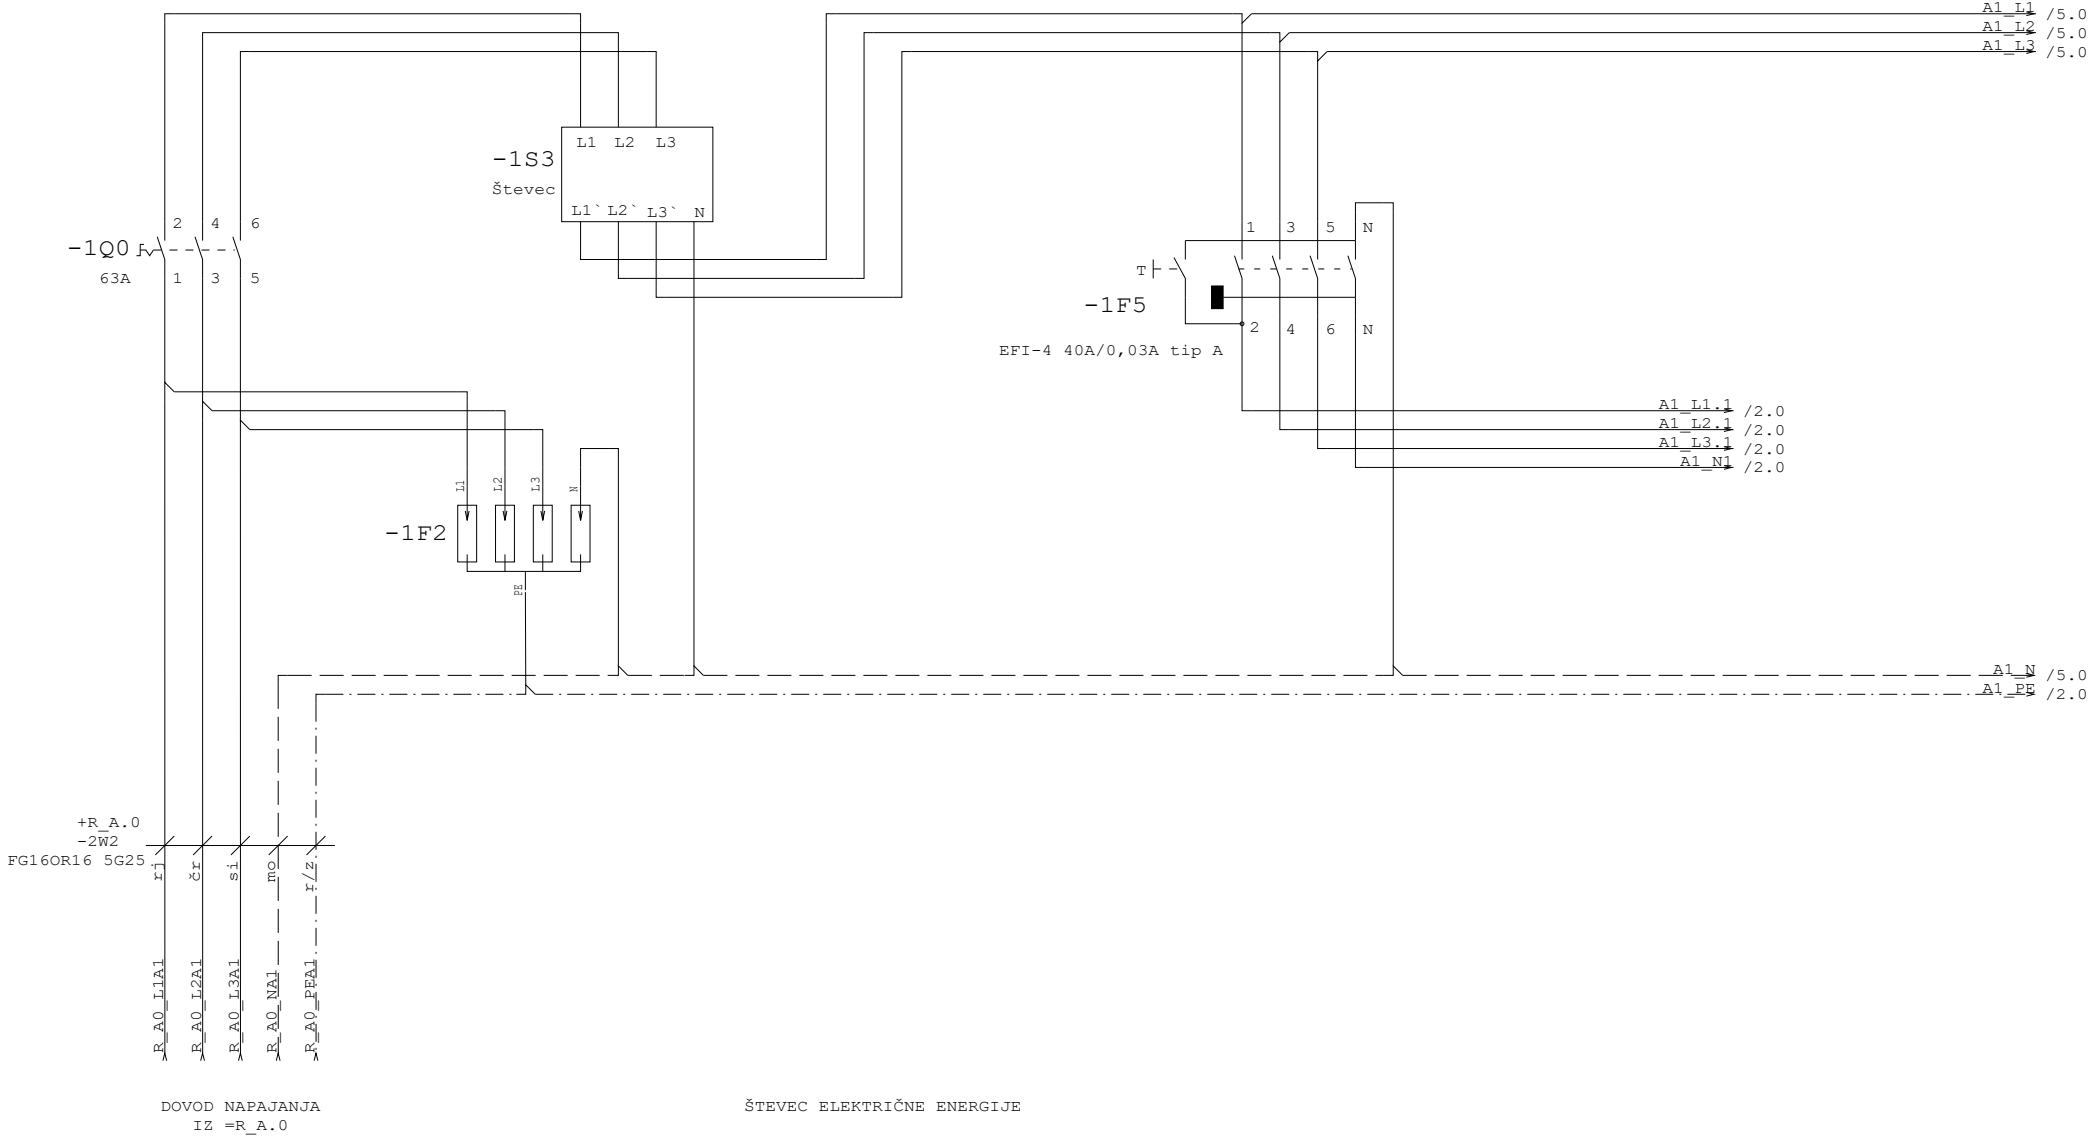 A1_L1 /5.0
A1_L2 /5.0
A1_L3 /5.0
L1 L2 L3
-1S3
Števec
L1` L2` L3` N
2 4 6
-1Q0
63A
1 3 5
1 3 5 N
T
-1F5
2 4 6 N
EFI-4 40A/0,03A tip A
A1_L1.1 /2.0
A1_L2.1 /2.0
A1_L3.1 /2.0
A1_N1 /2.0
L1 L2 L3 N
-1F2
PE
A1_N /5.0
A1_PE /2.0
+R_A.0
-2W2
FG16OR16 5G25
rj čr si mo r/z
R_A0_L1A1
R_A0_L2A1
R_A0_L3A1
R_A0_NA1
R_A0_PEA1
DOVOD NAPAJANJA
IZ =R_A.0
ŠTEVEC ELEKTRIČNE ENERGIJE